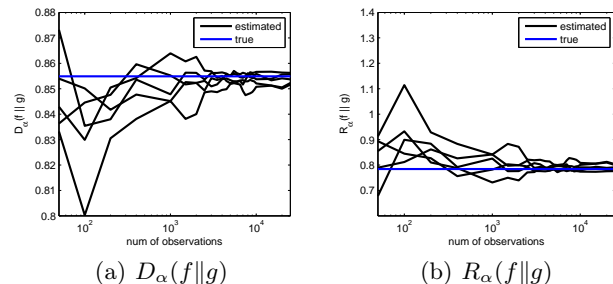 0.88
0.87
0.86
0.85
0.84
0.83
0.82
0.81
0.8
D_α(f || g)
estimated
true
10^2
10^3
10^4
num of observations
(a) D_α(f‖g)
1.4
1.3
1.2
1.1
1
0.9
0.8
0.7
R_α(f || g)
estimated
true
10^2
10^3
10^4
num of observations
(b) R_α(f‖g)